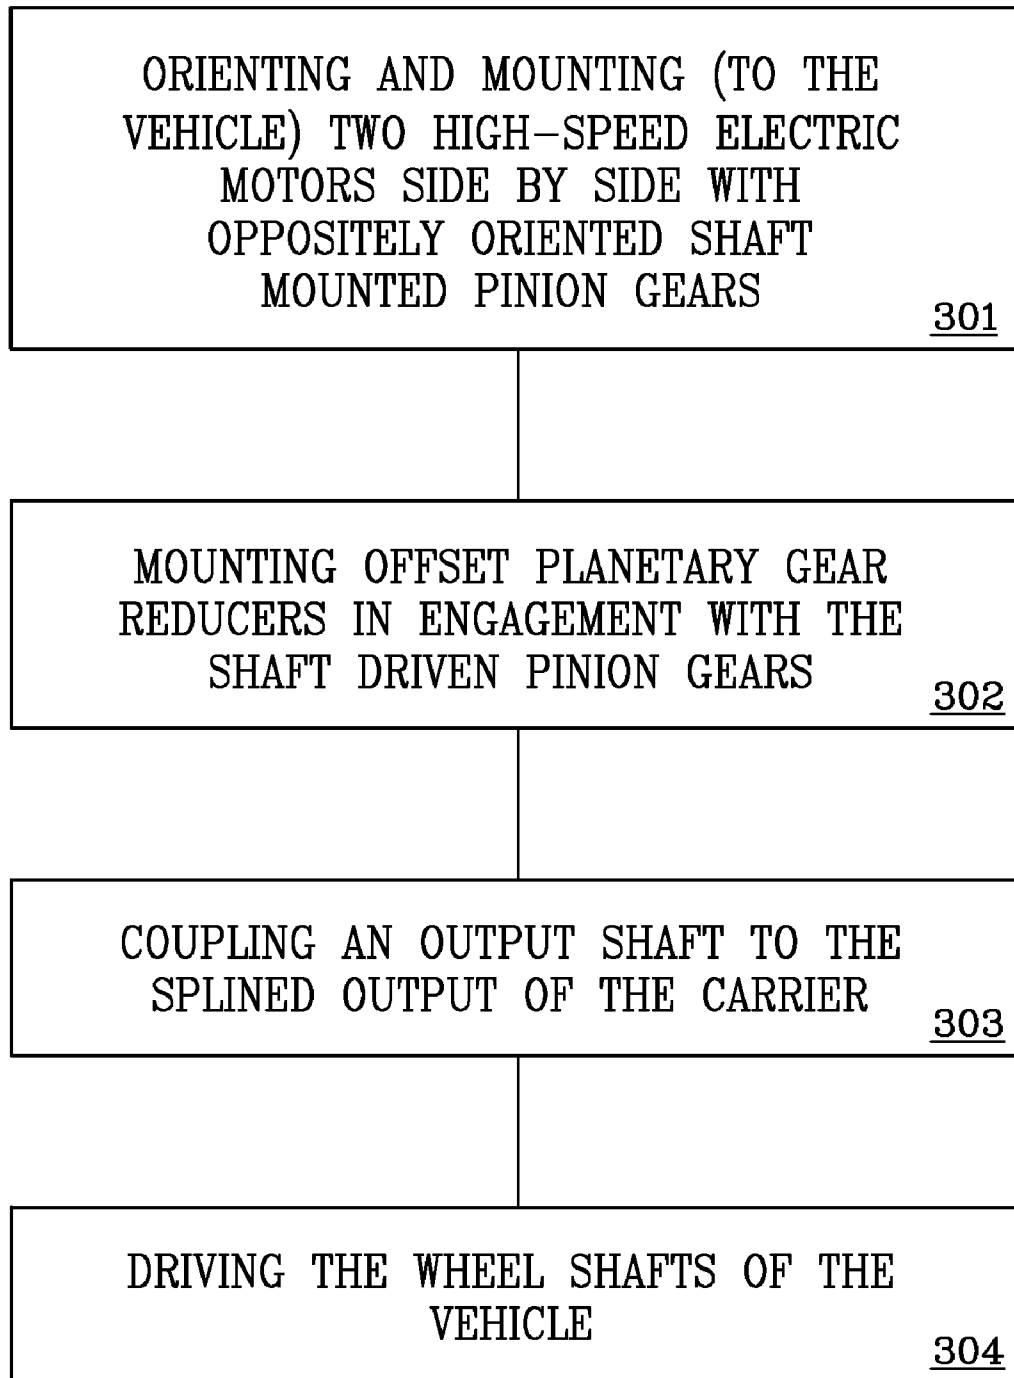 ORIENTING AND MOUNTING (TO THE
VEHICLE) TWO HIGH-SPEED ELECTRIC
MOTORS SIDE BY SIDE WITH
OPPOSITELY ORIENTED SHAFT
MOUNTED PINION GEARS
301
MOUNTING OFFSET PLANETARY GEAR
REDUCERS IN ENGAGEMENT WITH THE
SHAFT DRIVEN PINION GEARS
302
COUPLING AN OUTPUT SHAFT TO THE
SPLINED OUTPUT OF THE CARRIER
303
DRIVING THE WHEEL SHAFTS OF THE
VEHICLE
304